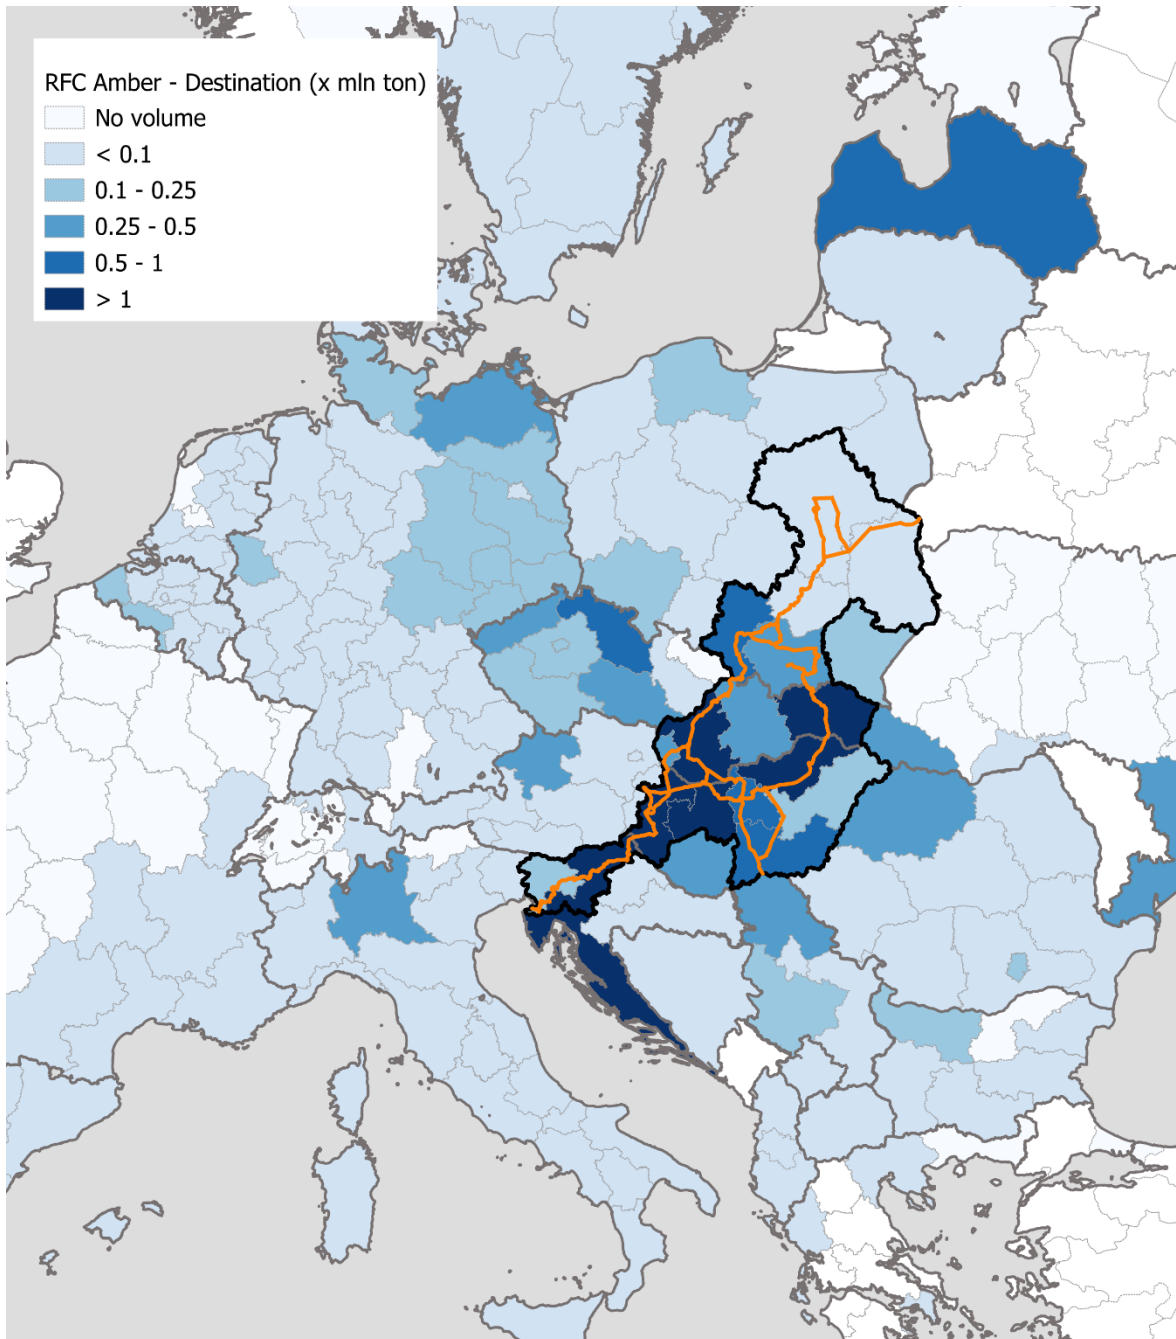 RFC Amber - Destination (x mln ton)
No volume
< 0.1
0.1 - 0.25
0.25 - 0.5
0.5 - 1
> 1